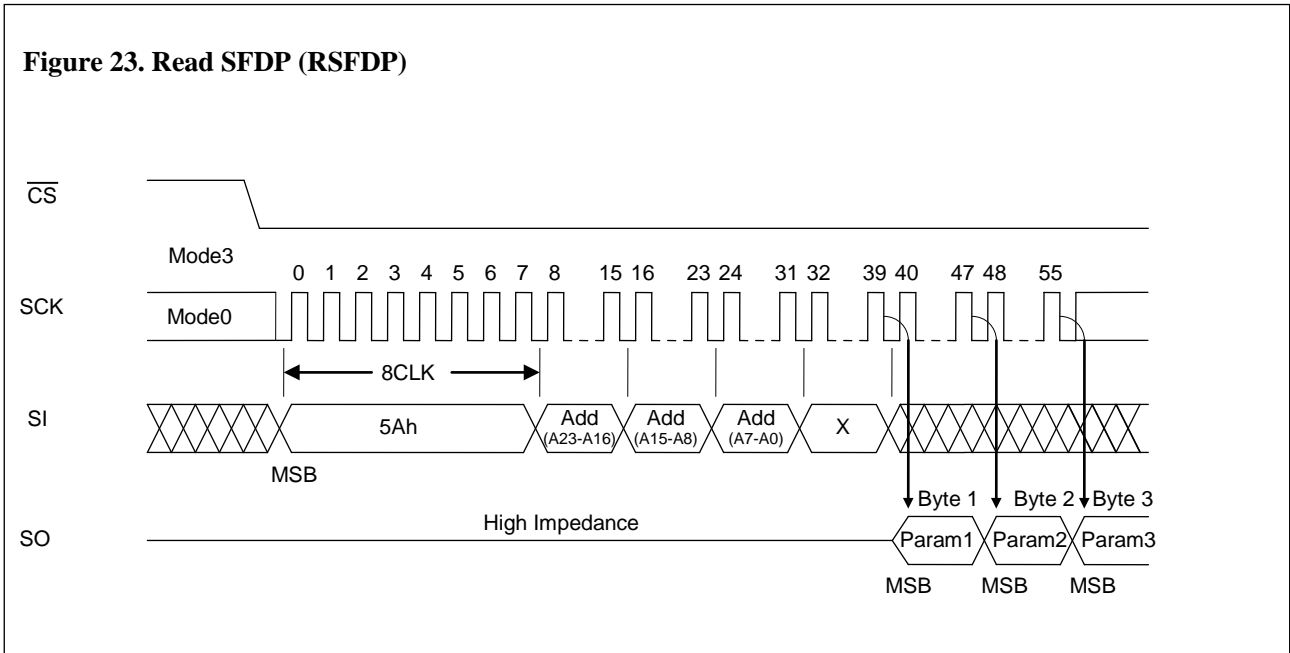 Figure 23. Read SFDP (RSFDP)
CS
Mode3
0 1 2 3 4 5 6 7 8 15 16 23 24 31 32 39 40 47 48 55
SCK
Mode0
8CLK
SI
5Ah
Add
(A23-A16)
Add
(A15-A8)
Add
(A7-A0)
X
MSB
Byte 1 Byte 2 Byte 3
High Impedance
SO
Param1 Param2 Param3
MSB MSB MSB